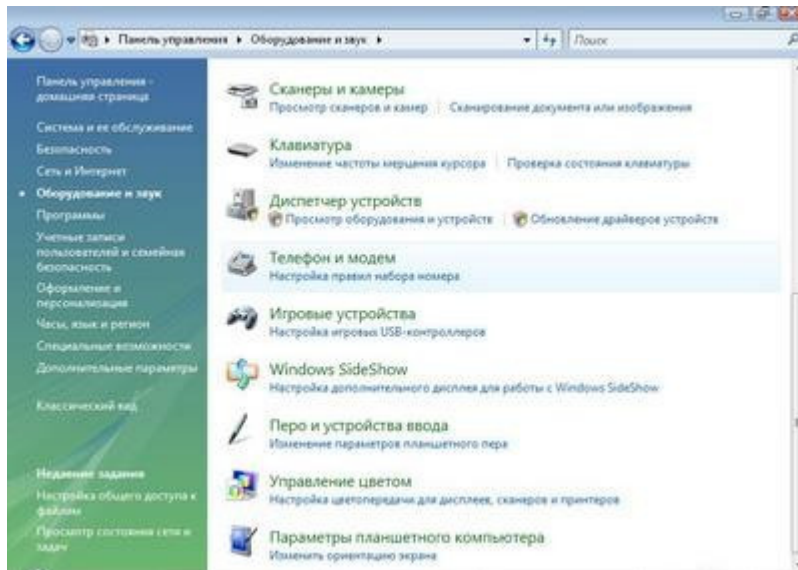 Панель управления ▸ Оборудование и звук ▸
Поиск
Панель управления -
домашняя страница
Система и ее обслуживание
Безопасность
Сеть и Интернет
Оборудование и звук
Программы
Учетные записи
пользователей и семейная
безопасность
Оформление и
персонализация
Часы, язык и регион
Специальные возможности
Дополнительные параметры
Классический вид
Недавние задания
Настройка общего доступа к
файлам
Просмотр состояния сети и
задач
Сканеры и камеры
Просмотр сканеров и камер | Сканирование документа или изображения
Клавиатура
Изменение частоты мерцания курсора | Проверка состояния клавиатуры
Диспетчер устройств
Просмотр оборудования и устройств | Обновление драйверов устройств
Телефон и модем
Настройка правил набора номера
Игровые устройства
Настройка игровых USB-контроллеров
Windows SideShow
Настройка дополнительного дисплея для работы с Windows SideShow
Перо и устройства ввода
Изменение параметров планшетного пера
Управление цветом
Настройка цветопередачи для дисплеев, сканеров и принтеров
Параметры планшетного компьютера
Изменить ориентацию экрана